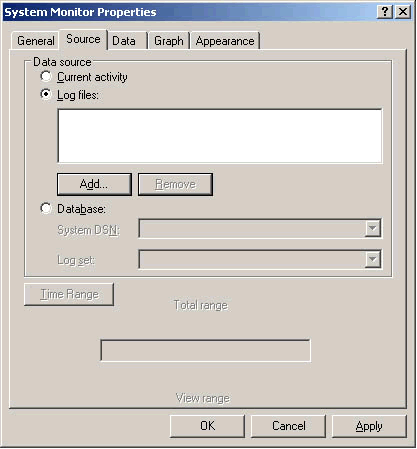 System Monitor Properties
General Source Data Graph Appearance
Data source
Current activity
Log files:
Add... Remove
Database:
System DSN:
Log set:
Time Range
Total range
View range
OK Cancel Apply